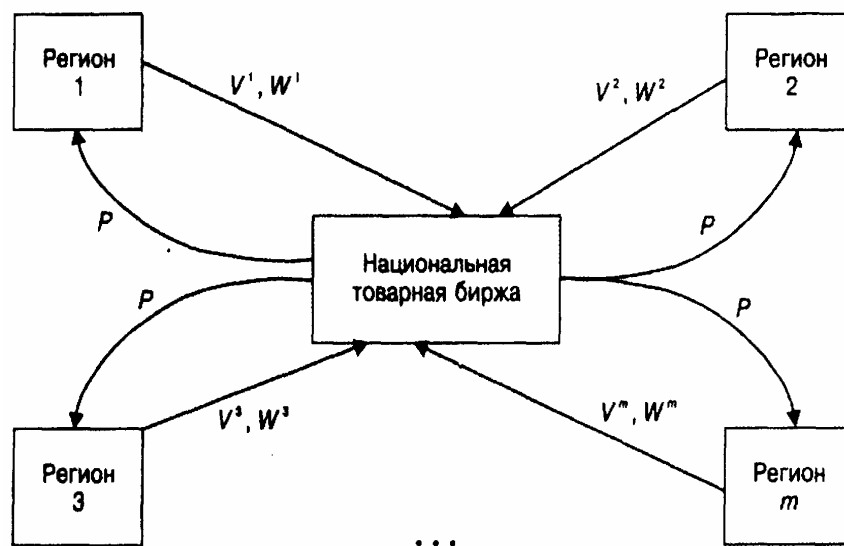 Регион
1
V¹, W¹
V², W²
Регион
2
P
P
Национальная
товарная биржа
P
P
V³, W³
Vᵐ, Wᵐ
Регион
3
Регион
m
...